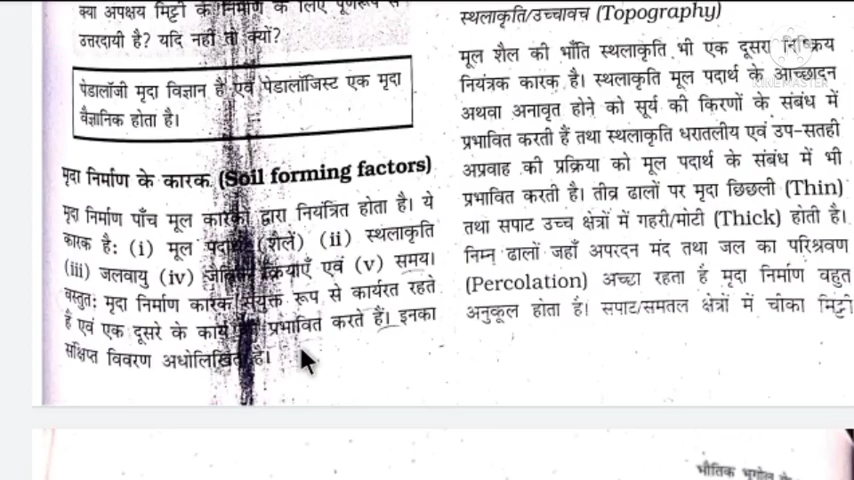 क्या अपक्षय मिट्टी के निर्माण के लिए पूर्णरूप से
उत्तरदायी है? यदि नहीं तो क्यों?
पेडालॉजी मृदा विज्ञान है एवं पेडालॉजिस्ट एक मृदा
वैज्ञानिक होता है।
मृदा निर्माण के कारक (Soil forming factors)
मृदा निर्माण पाँच मूल कारकों द्वारा नियंत्रित होता है। ये
कारक है: (i) मूल पदार्थ (शैलें) (ii) स्थलाकृति
(iii) जलवायु (iv) जैविक क्रियाएँ एवं (v) समय।
वस्तुत: मृदा निर्माण कारक संयुक्त रूप से कार्यरत रहते
हैं एवं एक दूसरे के कार्य को प्रभावित करते हैं। इनका
संक्षिप्त विवरण अधोलिखित है।
स्थलाकृति/उच्चावच (Topography)
मूल शैल की भाँति स्थलाकृति भी एक दूसरा निष्क्रिय
नियंत्रक कारक है। स्थलाकृति मूल पदार्थ के आच्छादन
अथवा अनावृत होने को सूर्य की किरणों के संबंध में
प्रभावित करती हैं तथा स्थलाकृति धरातलीय एवं उप-सतही
अप्रवाह की प्रक्रिया को मूल पदार्थ के संबंध में भी
प्रभावित करती है। तीव्र ढालों पर मृदा छिछली (Thin)
तथा सपाट उच्च क्षेत्रों में गहरी/मोटी (Thick) होती है।
निम्न ढालों जहाँ अपरदन मंद तथा जल का परिश्रवण
(Percolation) अच्छा रहता है मृदा निर्माण बहुत
अनुकूल होता है। सपाट/समतल क्षेत्रों में चीका मिट्टी
KINEMASTER
भौतिक भूगोल के